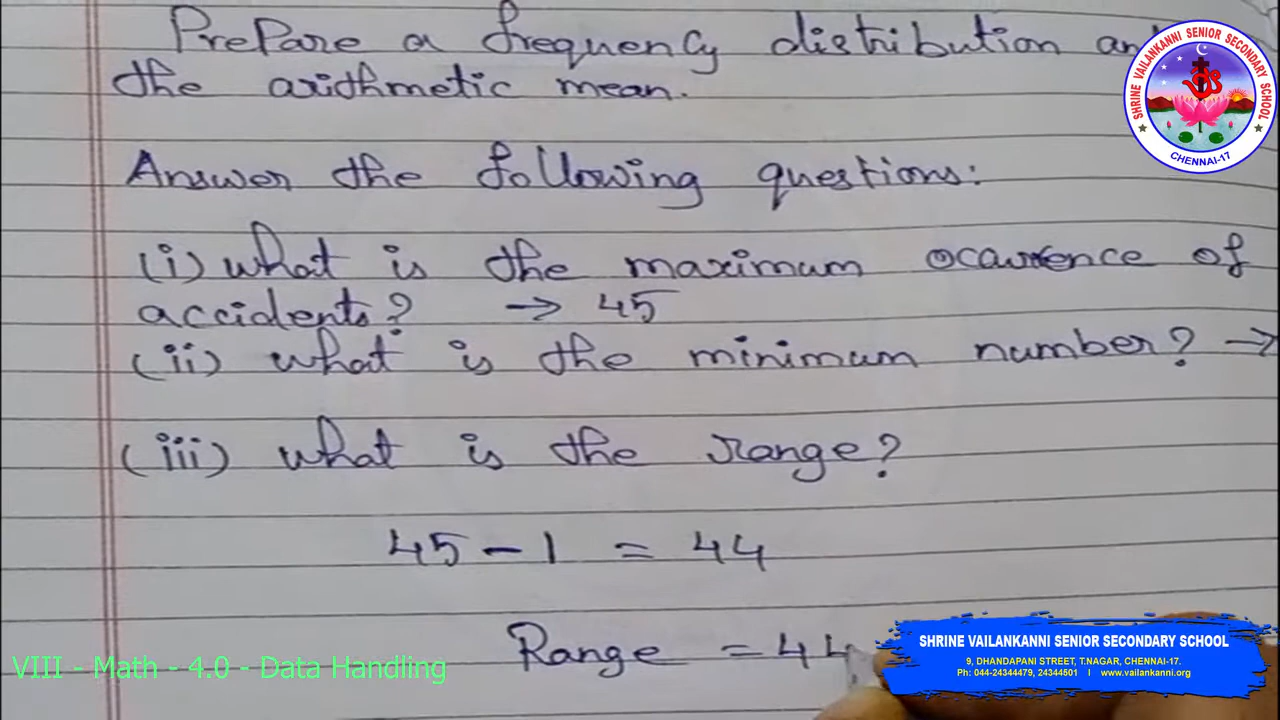 Prepare a frequency distribution an
the arithmetic mean.
Answer the following questions:
(i) what is the maximum ocurrence of
accidents? → 45
(ii) what is the minimum number? →
(iii) what is the range?
45 - 1 = 44
Range = 44
SHRINE VAILANKANNI SENIOR SECONDARY SCHOOL
CHENNAI-17
VIII - Math - 4.0 - Data Handling
SHRINE VAILANKANNI SENIOR SECONDARY SCHOOL
9, DHANDAPANI STREET, T.NAGAR, CHENNAI-17.
Ph: 044-24344479, 24344601 I www.vailankanni.org